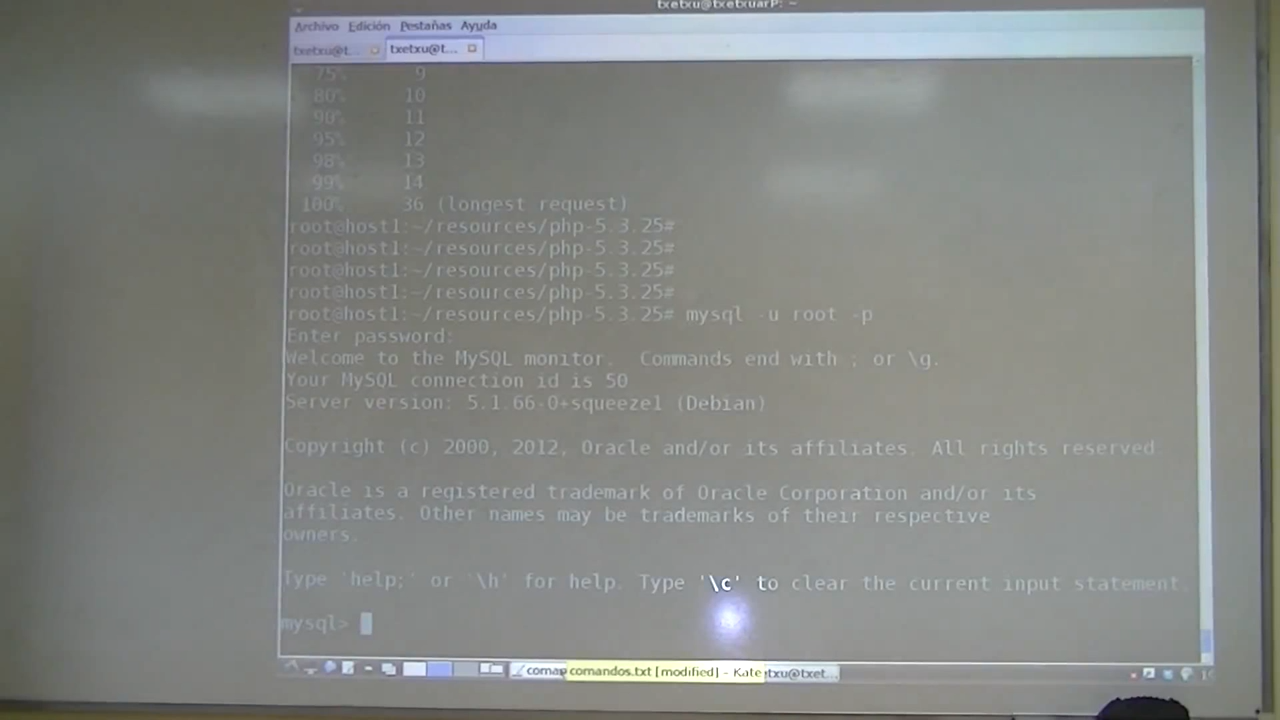 txetxu@txetxuarP: ~
Archivo Edición Pestañas Ayuda
txetxu@t... txetxu@t...
75% 9
80% 10
90% 11
95% 12
98% 13
99% 14
100% 36 (longest request)
root@host1:~/resources/php-5.3.25#
root@host1:~/resources/php-5.3.25#
root@host1:~/resources/php-5.3.25#
root@host1:~/resources/php-5.3.25#
root@host1:~/resources/php-5.3.25# mysql -u root -p
Enter password:
Welcome to the MySQL monitor. Commands end with ; or \g.
Your MySQL connection id is 50
Server version: 5.1.66-0+squeeze1 (Debian)
Copyright (c) 2000, 2012, Oracle and/or its affiliates. All rights reserved.
Oracle is a registered trademark of Oracle Corporation and/or its
affiliates. Other names may be trademarks of their respective
owners.
Type 'help;' or '\h' for help. Type '\c' to clear the current input statement.
mysql>
comap comandos.txt [modified] - Kate txu@txet...